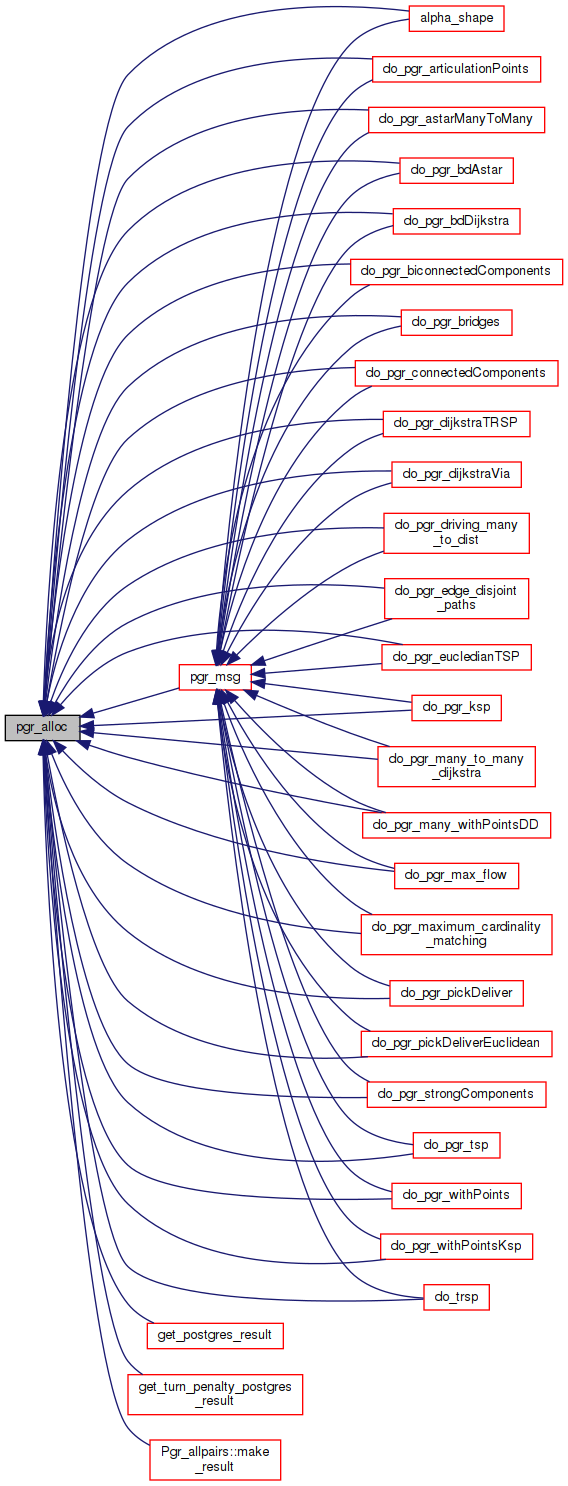 alpha_shape
do_pgr_articulationPoints
do_pgr_astarManyToMany
do_pgr_bdAstar
do_pgr_bdDijkstra
do_pgr_biconnectedComponents
do_pgr_bridges
do_pgr_connectedComponents
do_pgr_dijkstraTRSP
do_pgr_dijkstraVia
do_pgr_driving_many
_to_dist
do_pgr_edge_disjoint
_paths
do_pgr_eucledianTSP
pgr_msg
do_pgr_ksp
pgr_alloc
do_pgr_many_to_many
_dijkstra
do_pgr_many_withPointsDD
do_pgr_max_flow
do_pgr_maximum_cardinality
_matching
do_pgr_pickDeliver
do_pgr_pickDeliverEuclidean
do_pgr_strongComponents
do_pgr_tsp
do_pgr_withPoints
do_pgr_withPointsKsp
do_trsp
get_postgres_result
get_turn_penalty_postgres
_result
Pgr_allpairs::make
_result